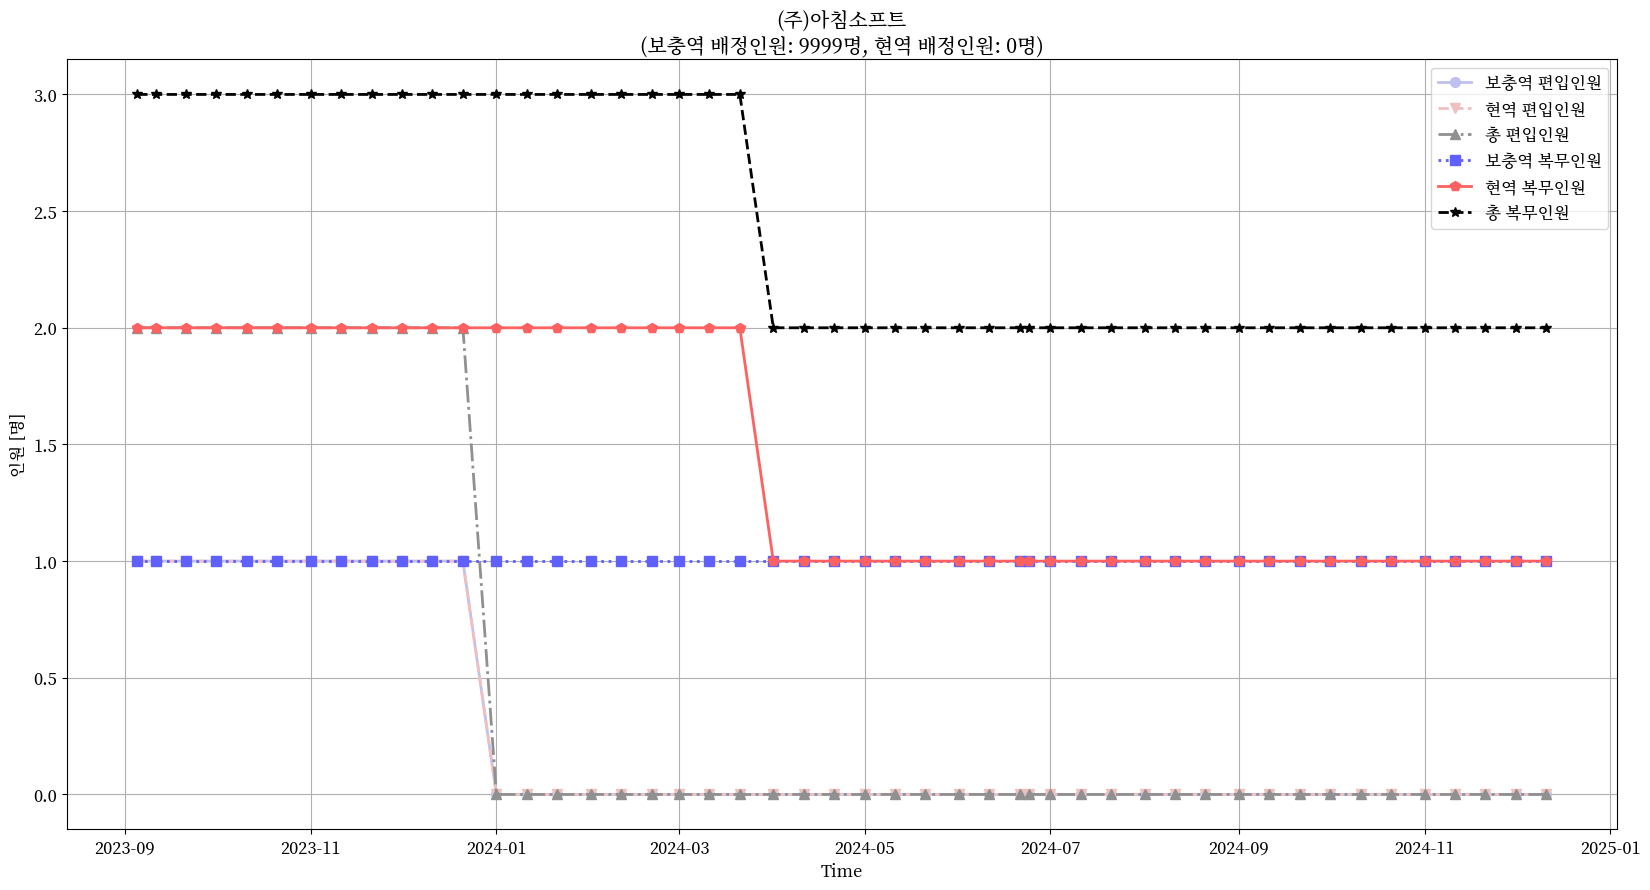 (주)아침소프트
(보충역 배정인원: 9999명, 현역 배정인원: 0명)
보충역 편입인원
현역 편입인원
총 편입인원
보충역 복무인원
현역 복무인원
총 복무인원
인원 [명]
3.0
2.5
2.0
1.5
1.0
0.5
0.0
2023-09
2023-11
2024-01
2024-03
2024-05
2024-07
2024-09
2024-11
2025-01
Time